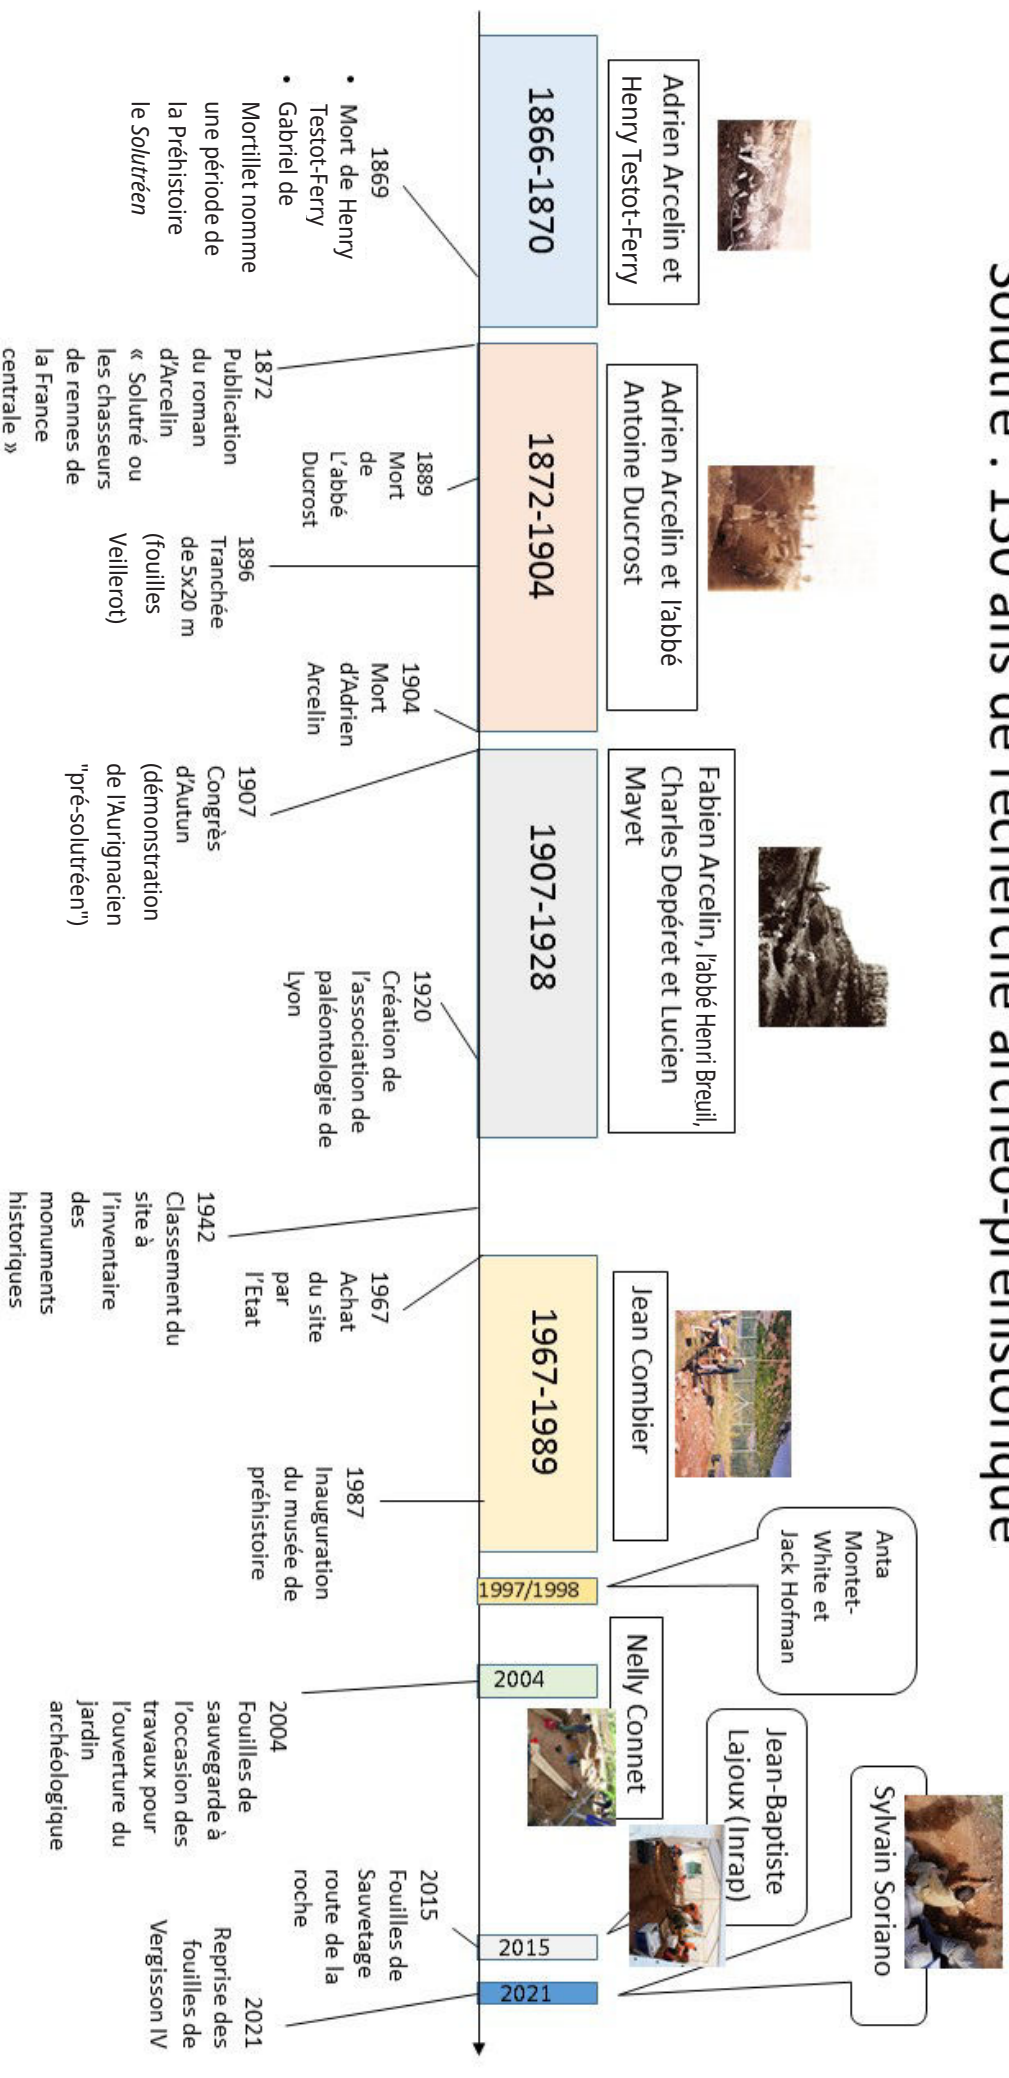 Solutré : 150 ans de recherche archéo-préhistorique
Adrien Arcelin et
Henry Testot-Ferry
Adrien Arcelin et l'abbé
Antoine Ducrost
Fabien Arcelin, l'abbé Henri Breuil,
Charles Depéret et Lucien
Mayet
Jean Combier
Anta
Montet-
White et
Jack Hofman
Nelly Connet
Jean-Baptiste
Lajoux (Inrap)
Sylvain Soriano
1866-1870
1872-1904
1907-1928
1967-1989
1997/1998
2004
2015
2021
1869
• Mort de Henry
Testot-Ferry
• Gabriel de
Mortillet nomme
une période de
la Préhistoire
le Solutréen
1872
Publication
du roman
d'Arcelin
« Solutré ou
les chasseurs
de rennes de
la France
centrale »
1889
Mort
de
L'abbé
Ducrost
1896
Tranchée
de 5x20 m
(fouilles
Veillerot)
1904
Mort
d'Adrien
Arcelin
1907
Congrès
d'Autun
(démonstration
de l'Aurignacien
"pré-solutréen")
1920
Création de
l'association de
paléontologie de
Lyon
1942
Classement du
site à
l'inventaire
des
monuments
historiques
1967
Achat
du site
par
l'Etat
1987
Inauguration
du musée de
préhistoire
2004
Fouilles de
sauvegarde à
l'occasion des
travaux pour
l'ouverture du
jardin
archéologique
2015
Fouilles de
Sauvetage
route de la
roche
2021
Reprise des
fouilles de
Vergisson IV